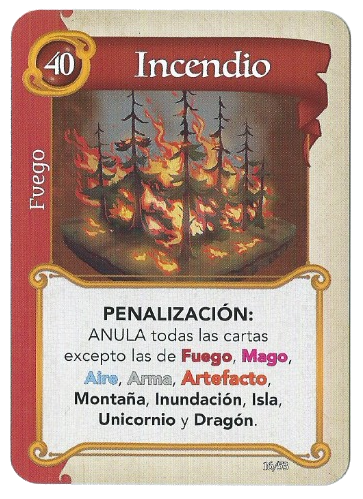 40
Incendio
Fuego
PENALIZACIÓN:
ANULA todas las cartas
excepto las de Fuego, Mago,
Aire, Arma, Artefacto,
Montaña, Inundación, Isla,
Unicornio y Dragón.
16/53